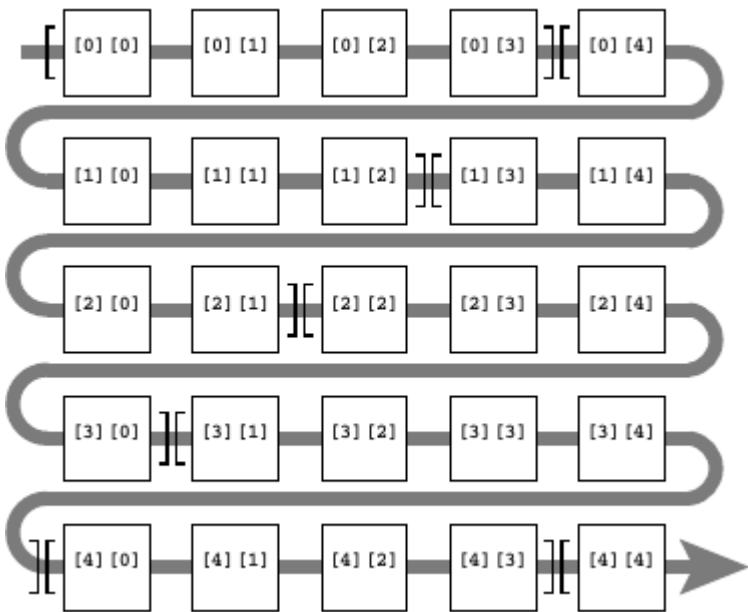 [ [0] [0] [0] [1] [0] [2] [0] [3] ] [ [0] [4]
[1] [0] [1] [1] [1] [2] ] [ [1] [3] [1] [4]
[2] [0] [2] [1] ] [ [2] [2] [2] [3] [2] [4]
[3] [0] ] [ [3] [1] [3] [2] [3] [3] [3] [4]
] [ [4] [0] [4] [1] [4] [2] [4] [3] ] [ [4] [4]